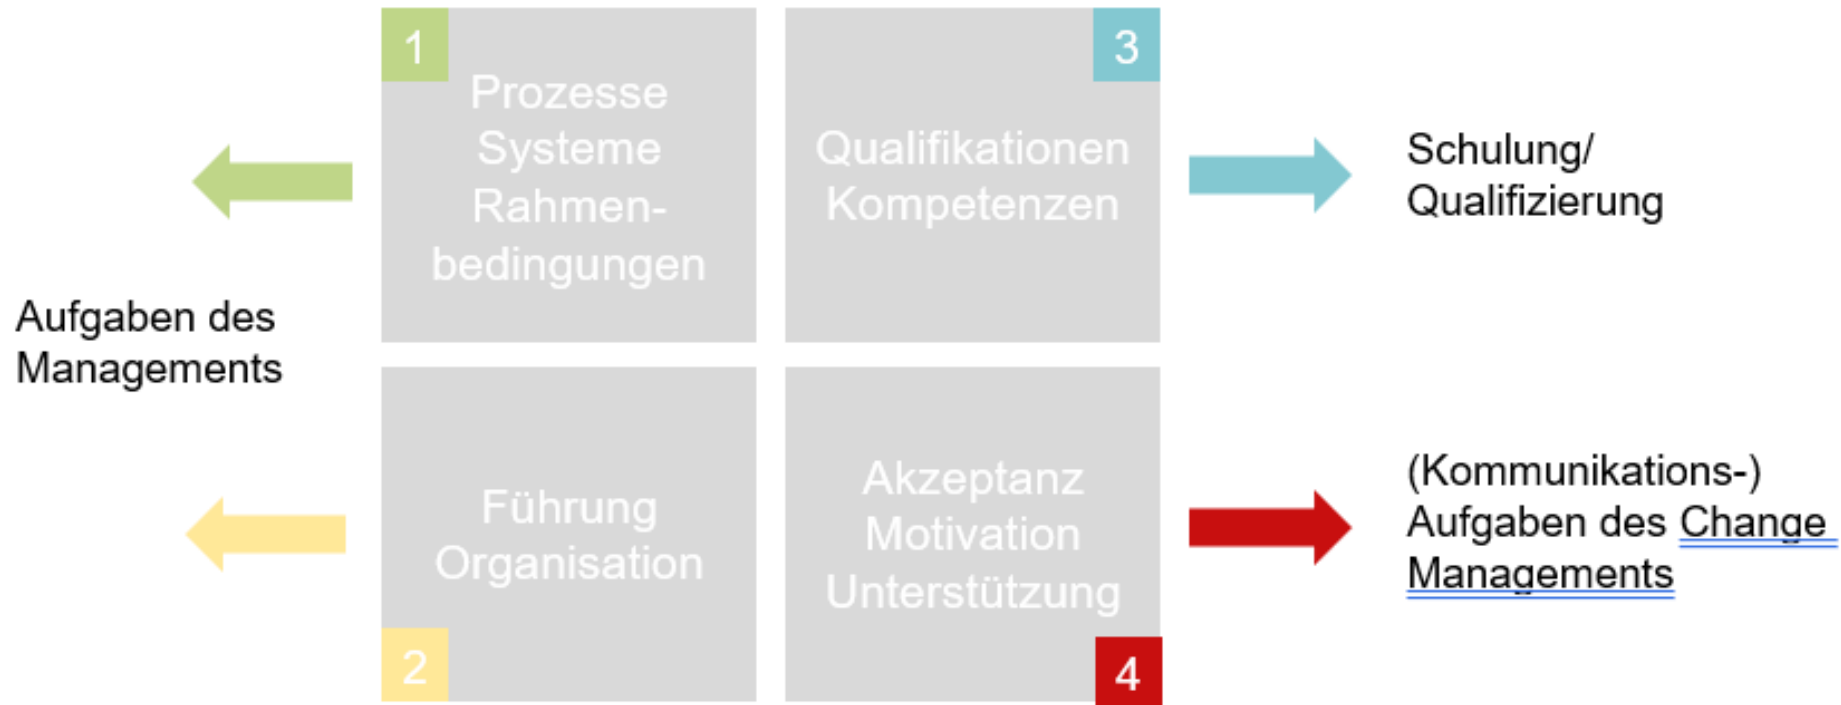 1
Prozesse
Systeme
Rahmen-
bedingungen
3
Qualifikationen
Kompetenzen
Schulung/
Qualifizierung
Aufgaben des
Managements
Führung
Organisation
2
Akzeptanz
Motivation
Unterstützung
4
(Kommunikations-)
Aufgaben des Change
Managements